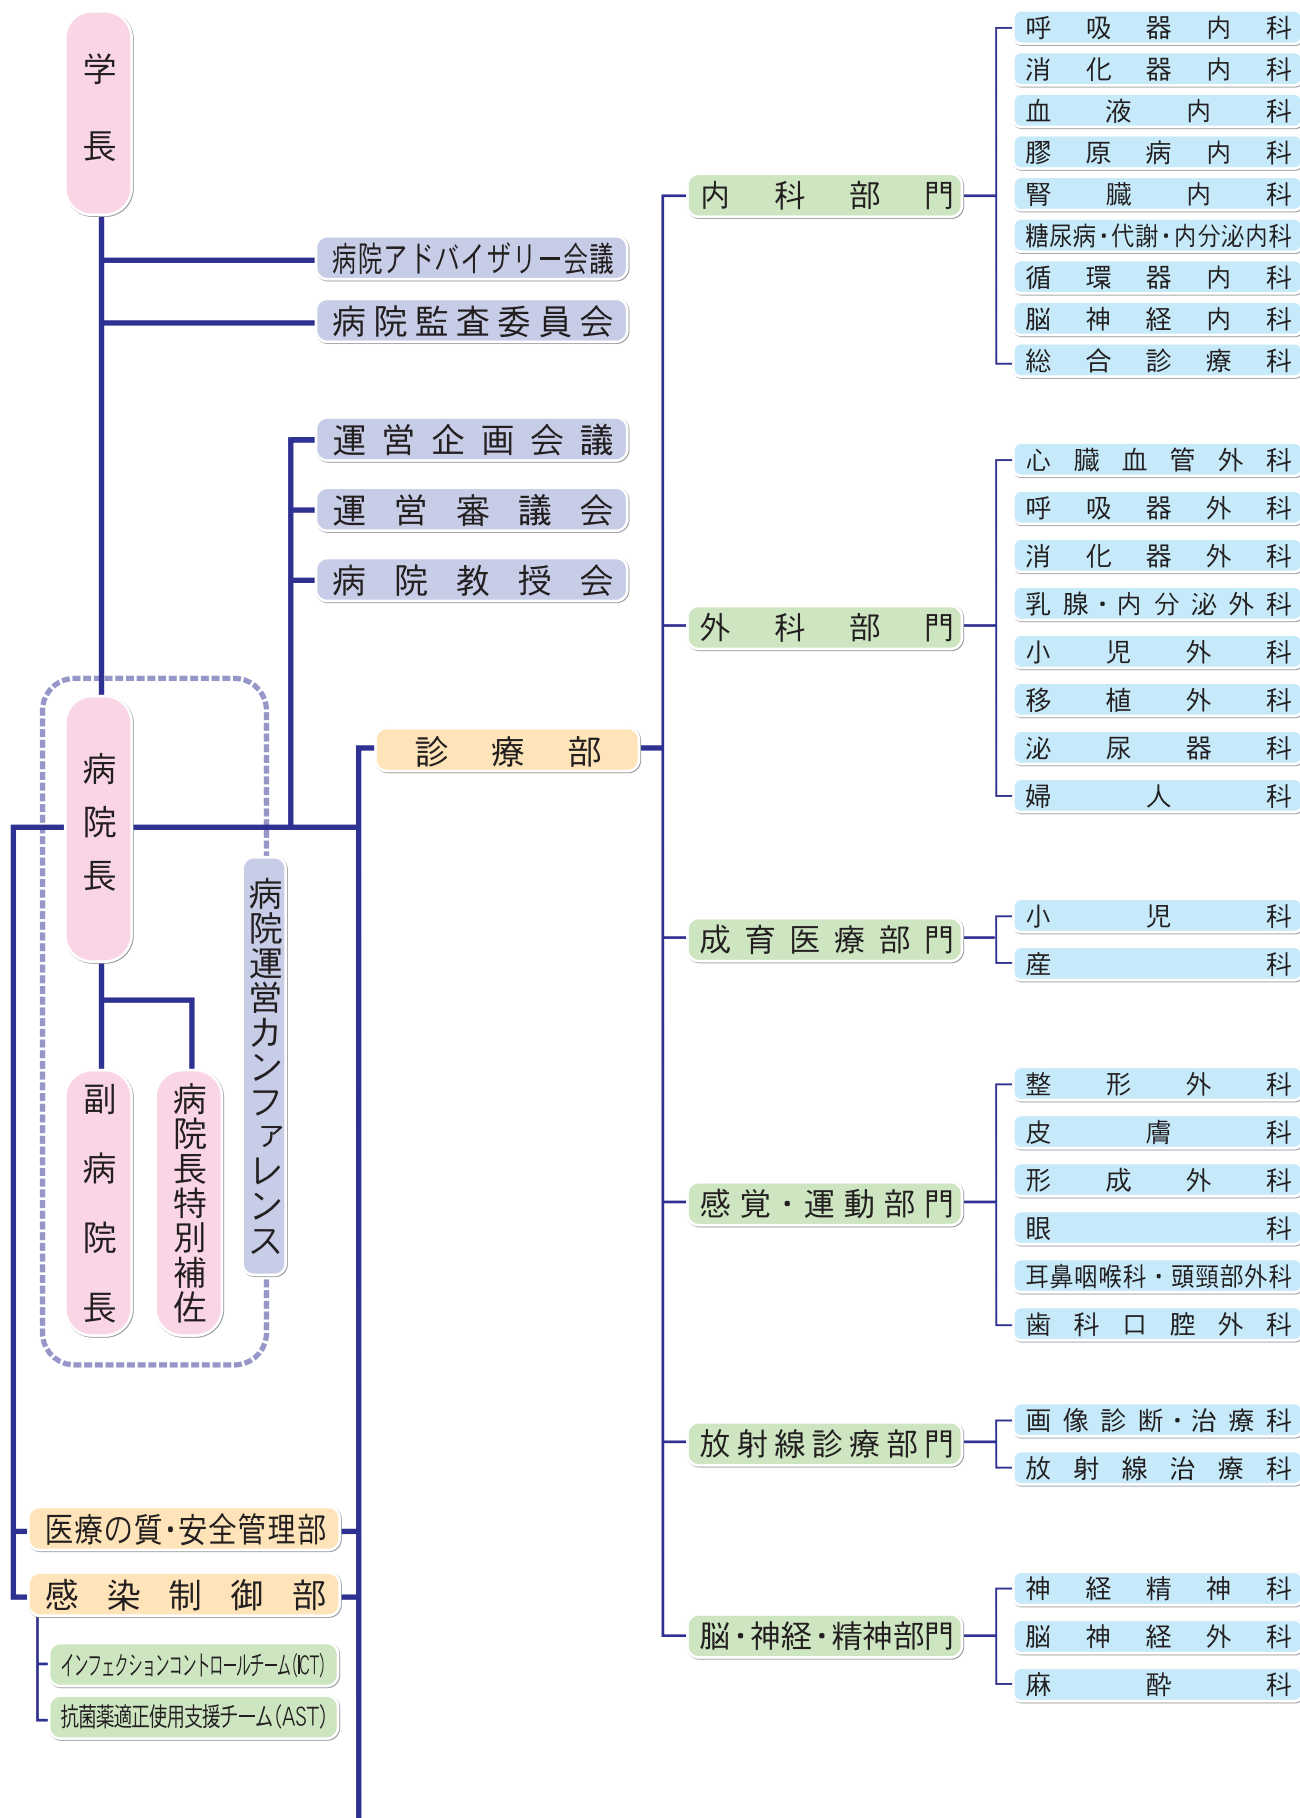 学長
病院アドバイザリー会議
病院監査委員会
運営企画会議
運営審議会
病院教授会
病院長
副病院長
病院長特別補佐
病院運営カンファレンス
医療の質・安全管理部
感染制御部
インフェクションコントロールチーム(ICT)
抗菌薬適正使用支援チーム(AST)
診療部
内科部門
呼吸器内科
消化器内科
血液内科
膠原病内科
腎臓内科
糖尿病・代謝・内分泌内科
循環器内科
脳神経内科
総合診療科
外科部門
心臓血管外科
呼吸器外科
消化器外科
乳腺・内分泌外科
小児外科
移植外科
泌尿器科
婦人科
成育医療部門
小児科
産科
感覚・運動部門
整形外科
皮膚科
形成外科
眼科
耳鼻咽喉科・頭頸部外科
歯科口腔外科
放射線診療部門
画像診断・治療科
放射線治療科
脳・神経・精神部門
神経精神科
脳神経外科
麻酔科